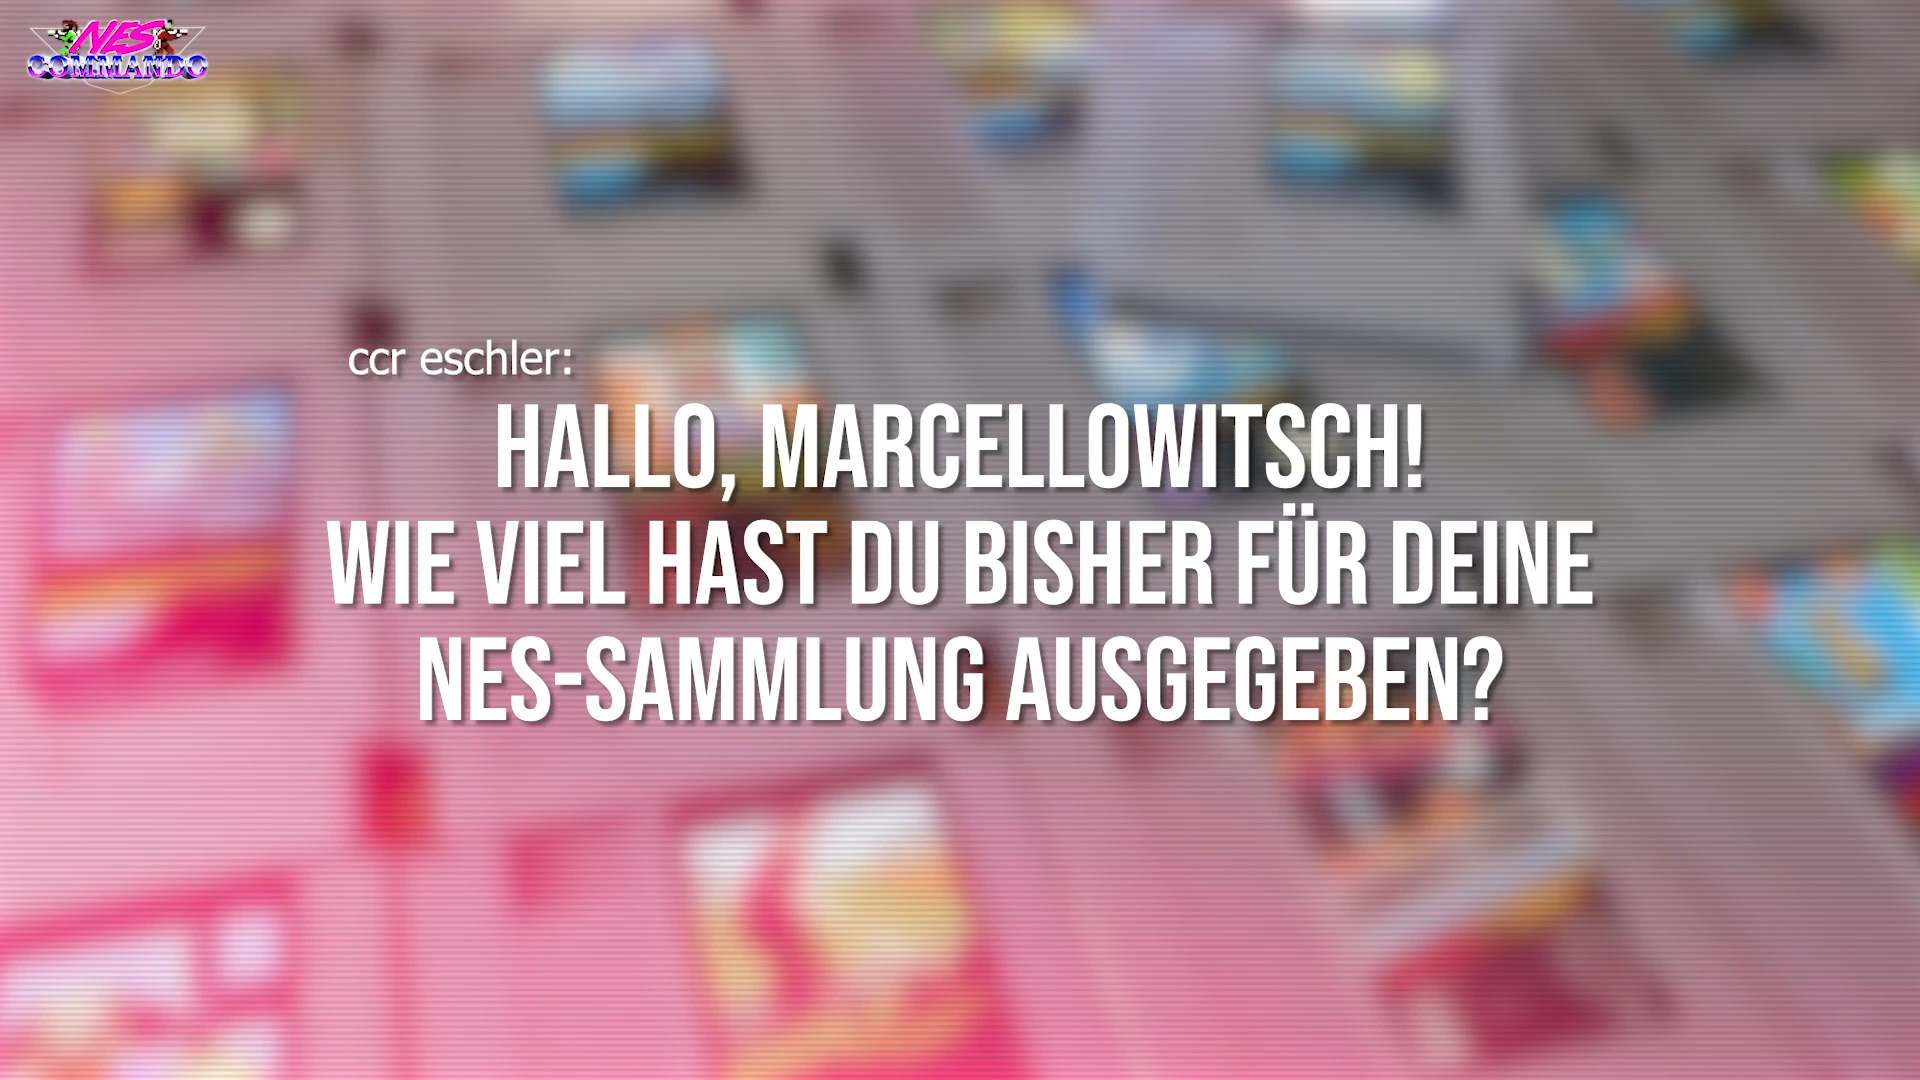 NES
COMMANDO
ccr eschler:
HALLO, MARCELLOWITSCH!
WIE VIEL HAST DU BISHER FÜR DEINE
NES-SAMMLUNG AUSGEGEBEN?